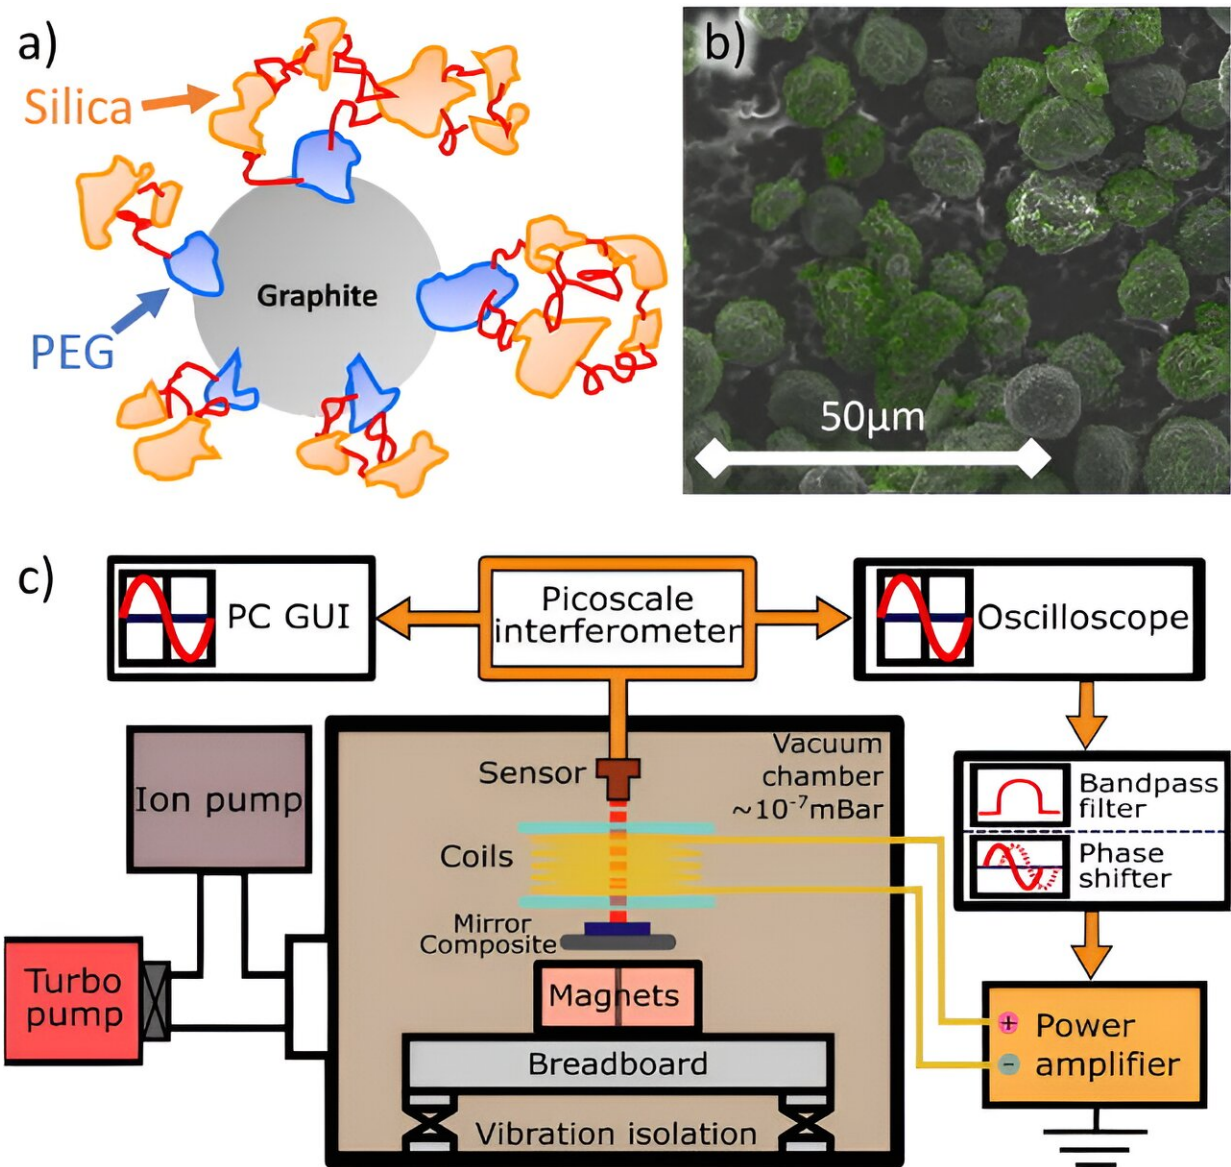 a)
Silica
Graphite
PEG
b)
50μm
c)
PC GUI
Picoscale
interferometer
Oscilloscope
Ion pump
Sensor
Vacuum
chamber
~10⁻⁷mBar
Bandpass
filter
Coils
Phase
shifter
Mirror
Composite
Turbo
pump
Magnets
+ Power
- amplifier
Breadboard
Vibration isolation